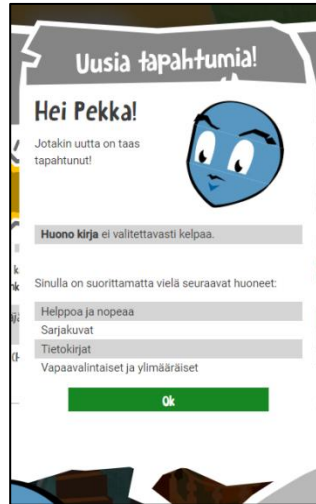 Uusia tapahtumia!
Hei Pekka!
Jotakin uutta on taas
tapahtunut!
Huono kirja ei valitettavasti kelpaa.
Sinulla on suorittamatta vielä seuraavat huoneet:
Helppoa ja nopeaa
Sarjakuvat
Tietokirjat
Vapaavalintaiset ja ylimääräiset
Ok